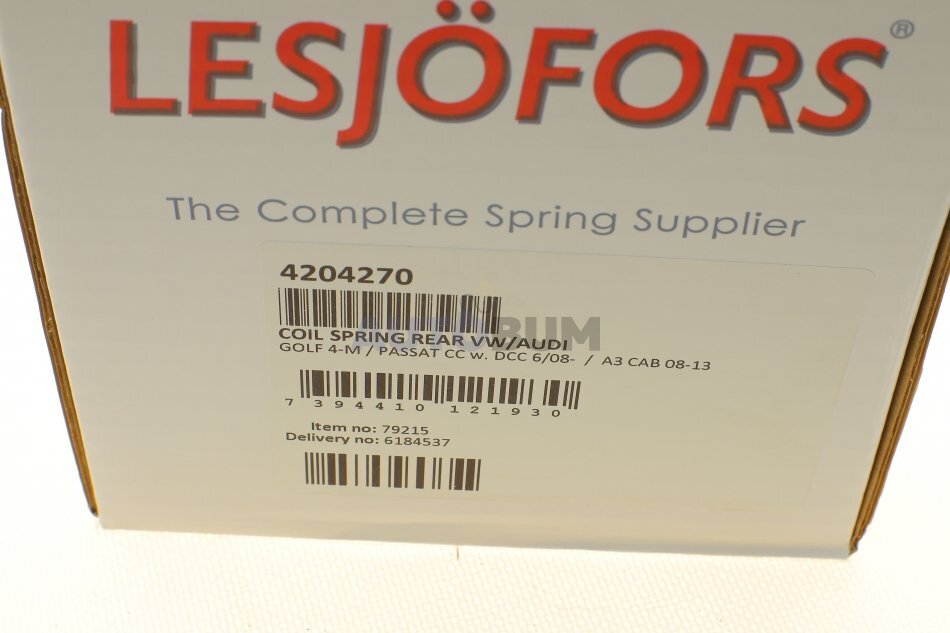 LESJÖFORS®
The Complete Spring Supplier
4204270
AUTOBUM
COIL SPRING REAR VW/AUDI
GOLF 4-M / PASSAT CC w. DCC 6/08- / A3 CAB 08-13
7 394410 121930
Item no: 79215
Delivery no: 6184537